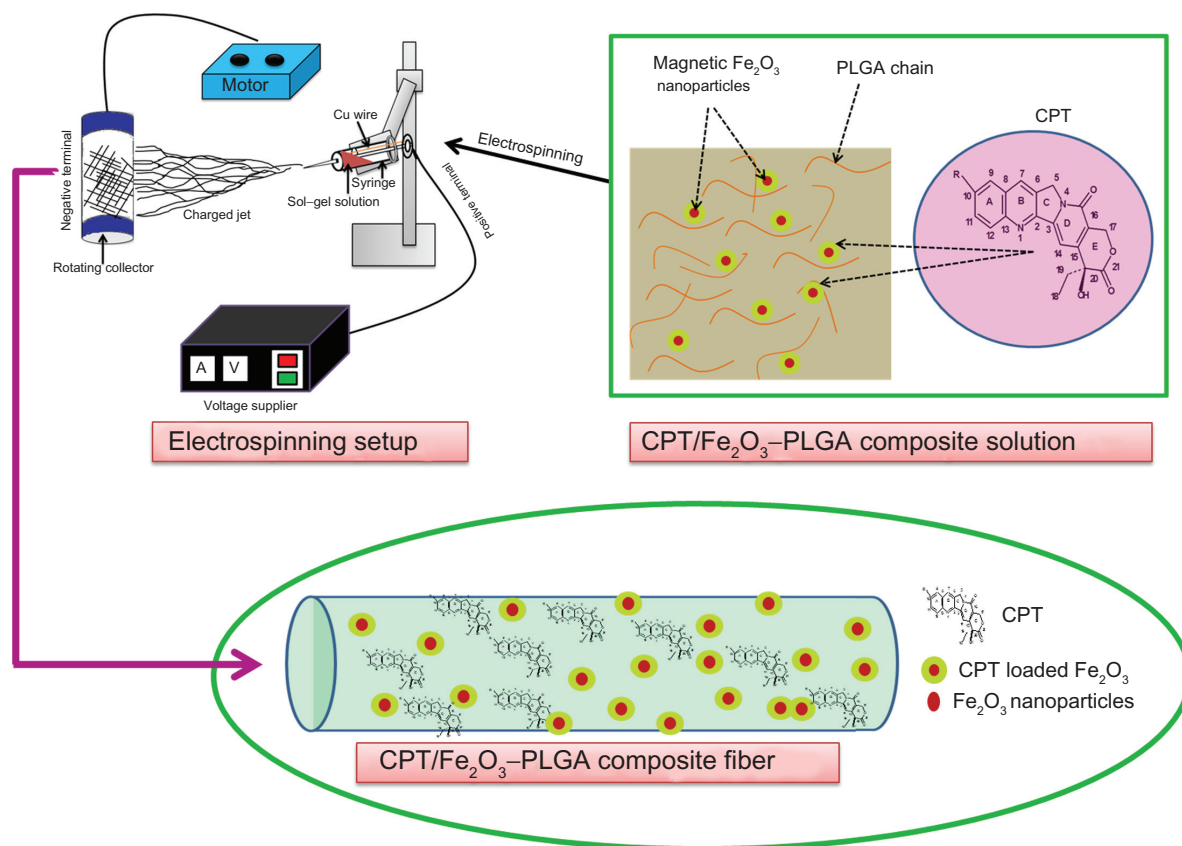 Motor
Negative terminal
Cu wire
Syringe
Sol–gel solution
Charged jet
Positive terminal
Rotating collector
A V
Voltage supplier
Electrospinning setup
Electrospinning
Magnetic Fe₂O₃
nanoparticles
PLGA chain
CPT
R
9
8
7
6
5
10
A
B
C
4
N
O
11
12
13
N
1
2
3
D
16
17
14
15
E
O
19
20
21
18
OH
O
CPT/Fe₂O₃–PLGA composite solution
CPT
CPT loaded Fe₂O₃
Fe₂O₃ nanoparticles
CPT/Fe₂O₃–PLGA composite fiber